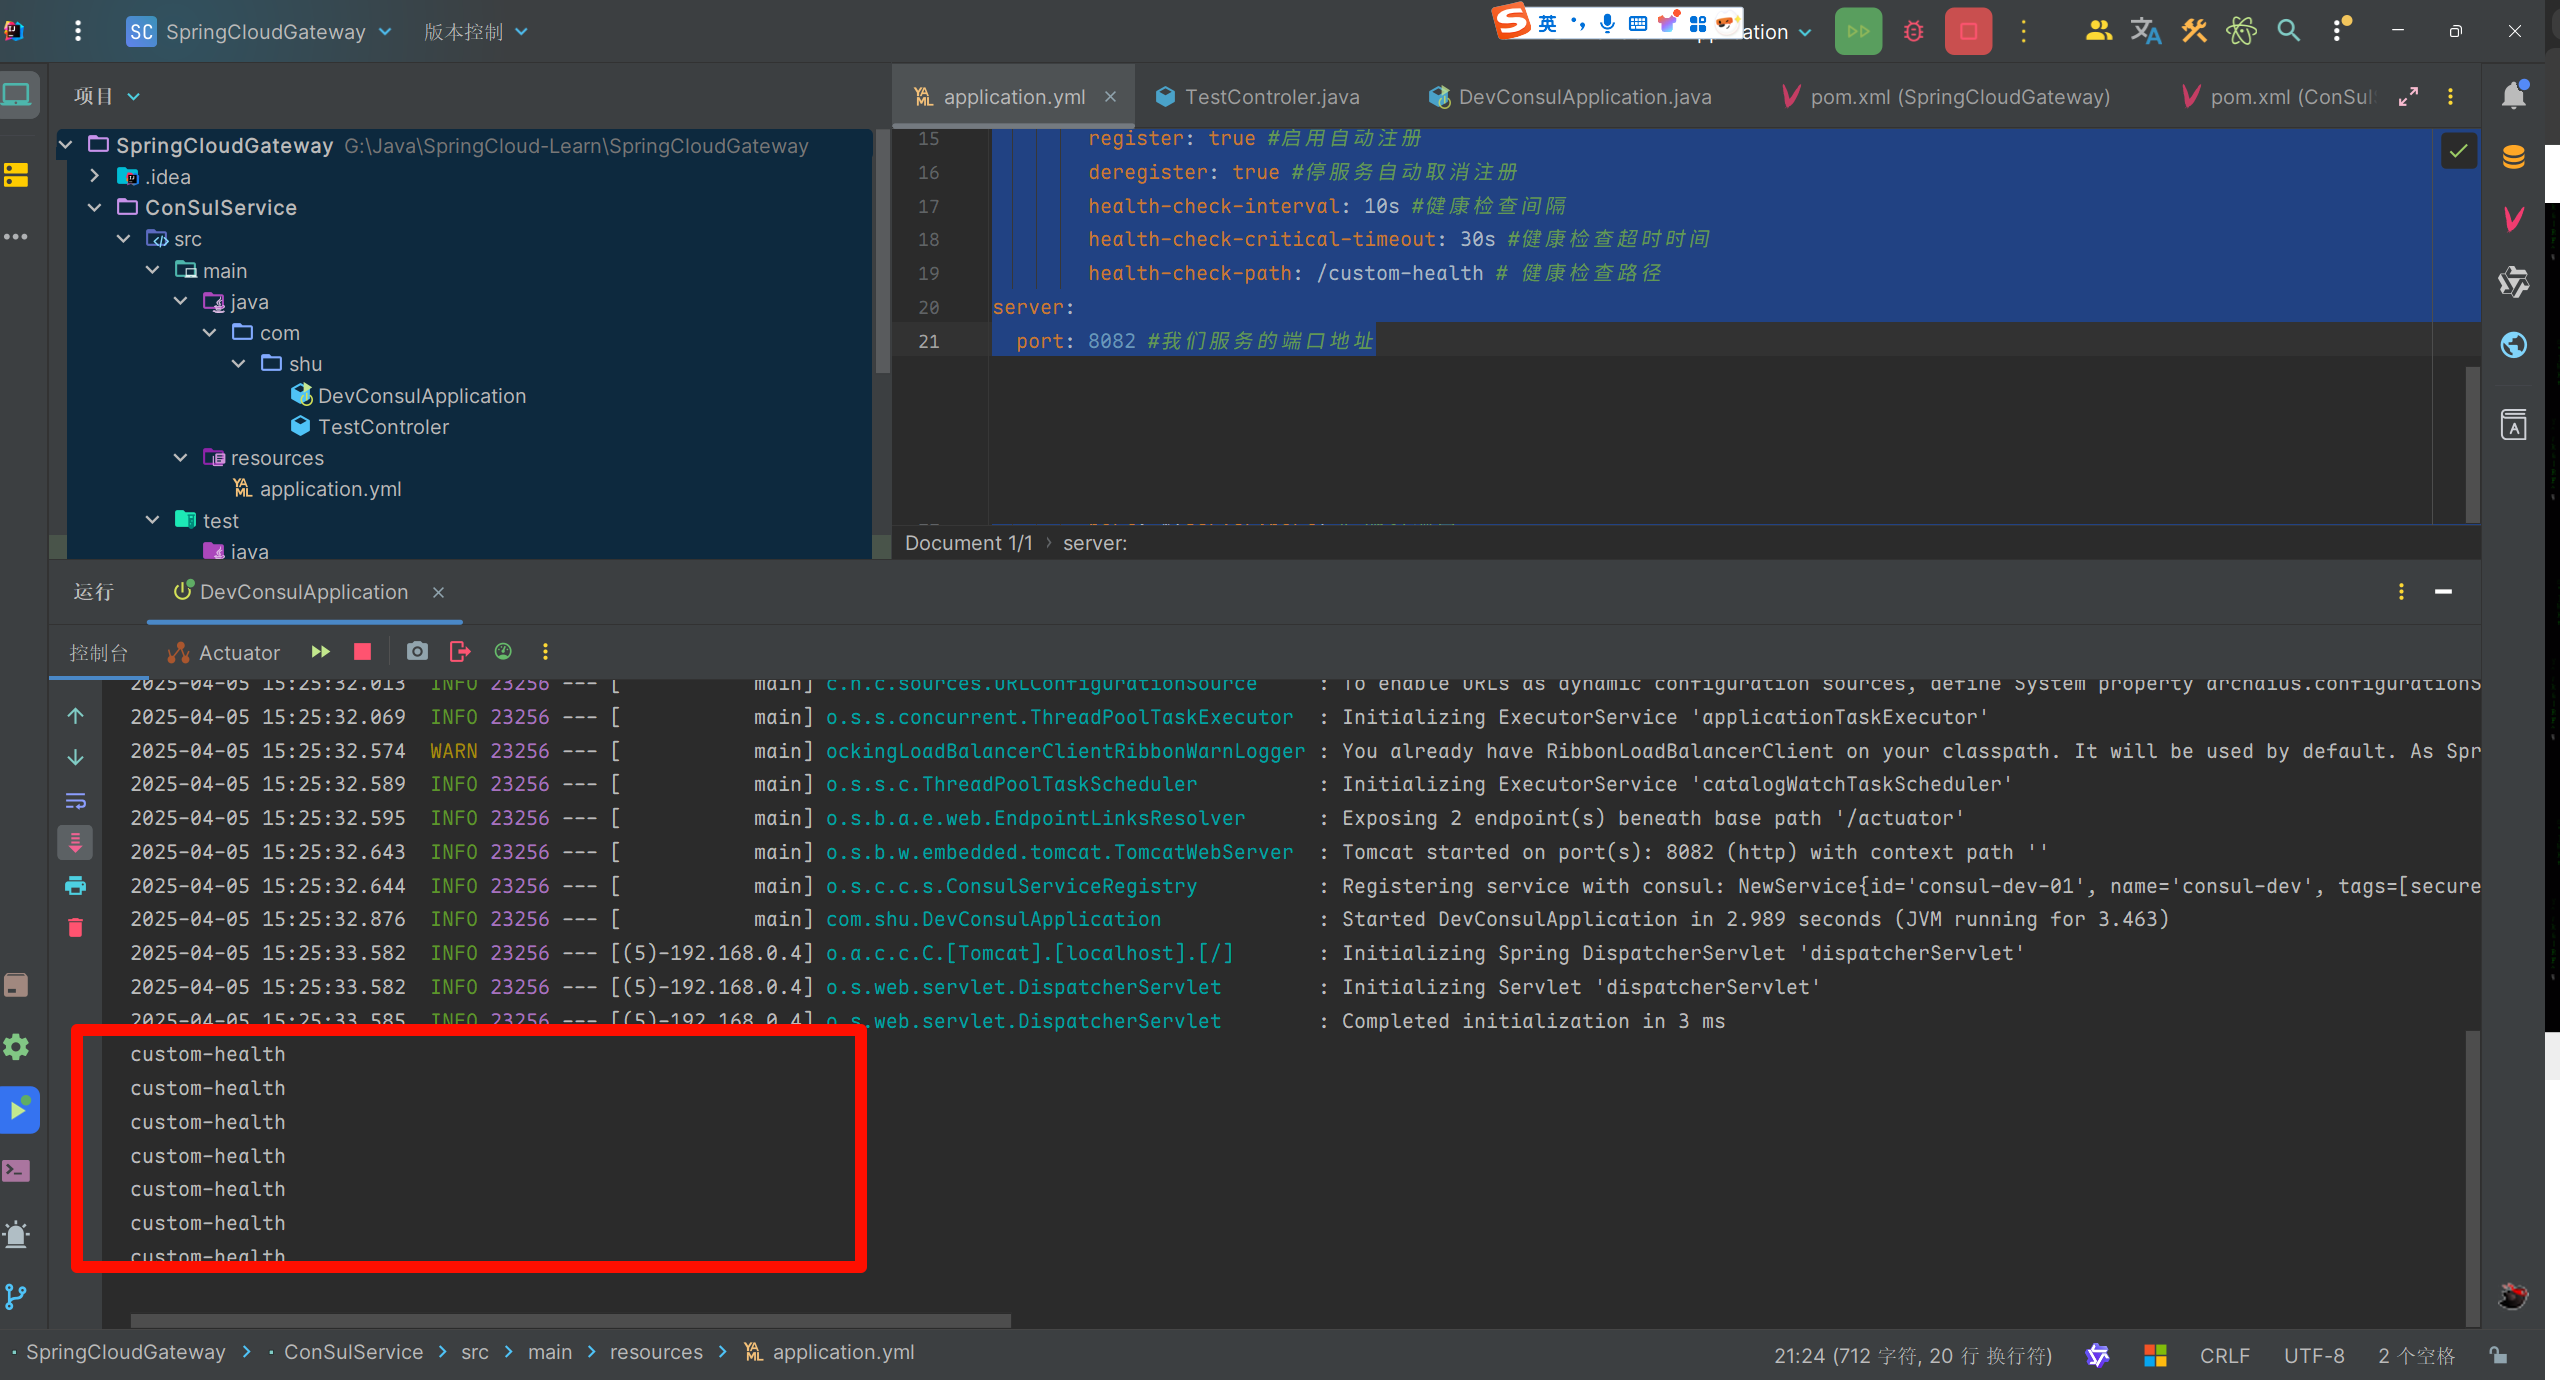 SC SpringCloudGateway 版本控制 英 ation
项目
application.yml TestControler.java DevConsulApplication.java pom.xml (SpringCloudGateway) pom.xml (ConSul
SpringCloudGateway G:\Java\SpringCloud-Learn\SpringCloudGateway
.idea
ConSulService
src
main
java
com
shu
DevConsulApplication
TestControler
resources
application.yml
test
java
15 register: true #启用自动注册
16 deregister: true #停服务自动取消注册
17 health-check-interval: 10s #健康检查间隔
18 health-check-critical-timeout: 30s #健康检查超时时间
19 health-check-path: /custom-health # 健康检查路径
20 server:
21 port: 8082 #我们服务的端口地址
Document 1/1 › server:
运行 DevConsulApplication
控制台 Actuator
2025-04-05 15:25:32.013 INFO 23256 --- [ main] c.n.c.sources.URLConfigurationSource : To enable URLs as dynamic configuration sources, define System property archaius.configurationS
2025-04-05 15:25:32.069 INFO 23256 --- [ main] o.s.s.concurrent.ThreadPoolTaskExecutor : Initializing ExecutorService 'applicationTaskExecutor'
2025-04-05 15:25:32.574 WARN 23256 --- [ main] ockingLoadBalancerClientRibbonWarnLogger : You already have RibbonLoadBalancerClient on your classpath. It will be used by default. As Spr
2025-04-05 15:25:32.589 INFO 23256 --- [ main] o.s.s.c.ThreadPoolTaskScheduler : Initializing ExecutorService 'catalogWatchTaskScheduler'
2025-04-05 15:25:32.595 INFO 23256 --- [ main] o.s.b.a.e.web.EndpointLinksResolver : Exposing 2 endpoint(s) beneath base path '/actuator'
2025-04-05 15:25:32.643 INFO 23256 --- [ main] o.s.b.w.embedded.tomcat.TomcatWebServer : Tomcat started on port(s): 8082 (http) with context path ''
2025-04-05 15:25:32.644 INFO 23256 --- [ main] o.s.c.c.s.ConsulServiceRegistry : Registering service with consul: NewService{id='consul-dev-01', name='consul-dev', tags=[secure
2025-04-05 15:25:32.876 INFO 23256 --- [ main] com.shu.DevConsulApplication : Started DevConsulApplication in 2.989 seconds (JVM running for 3.463)
2025-04-05 15:25:33.582 INFO 23256 --- [(5)-192.168.0.4] o.a.c.c.C.[Tomcat].[localhost].[/] : Initializing Spring DispatcherServlet 'dispatcherServlet'
2025-04-05 15:25:33.582 INFO 23256 --- [(5)-192.168.0.4] o.s.web.servlet.DispatcherServlet : Initializing Servlet 'dispatcherServlet'
2025-04-05 15:25:33.585 INFO 23256 --- [(5)-192.168.0.4] o.s.web.servlet.DispatcherServlet : Completed initialization in 3 ms
custom-health
custom-health
custom-health
custom-health
custom-health
custom-health
custom-health
SpringCloudGateway › ConSulService › src › main › resources › application.yml 21:24 (712 字符, 20 行 换行符) CRLF UTF-8 2 个空格